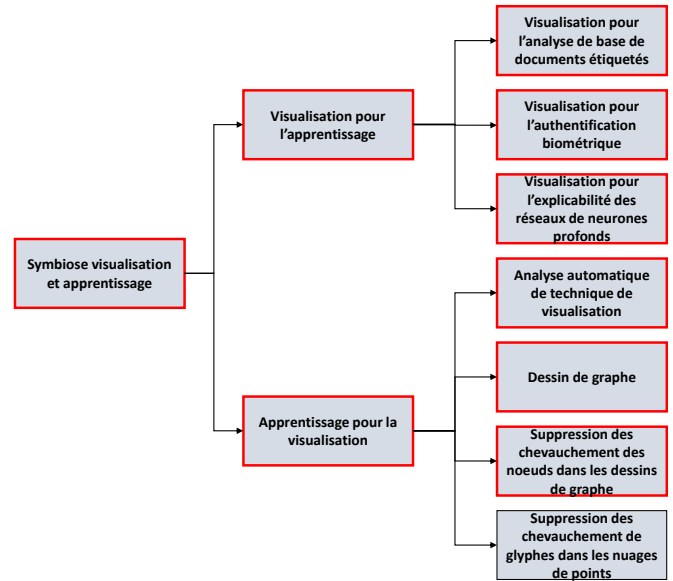 Symbiose visualisation
et apprentissage
Visualisation pour
l'apprentissage
Visualisation pour
l'analyse de base de
documents étiquetés
Visualisation pour
l'authentification
biométrique
Visualisation pour
l'explicabilité des
réseaux de neurones
profonds
Apprentissage pour la
visualisation
Analyse automatique
de technique de
visualisation
Dessin de graphe
Suppression des
chevauchement des
noeuds dans les dessins
de graphe
Suppression des
chevauchement de
glyphes dans les nuages
de points